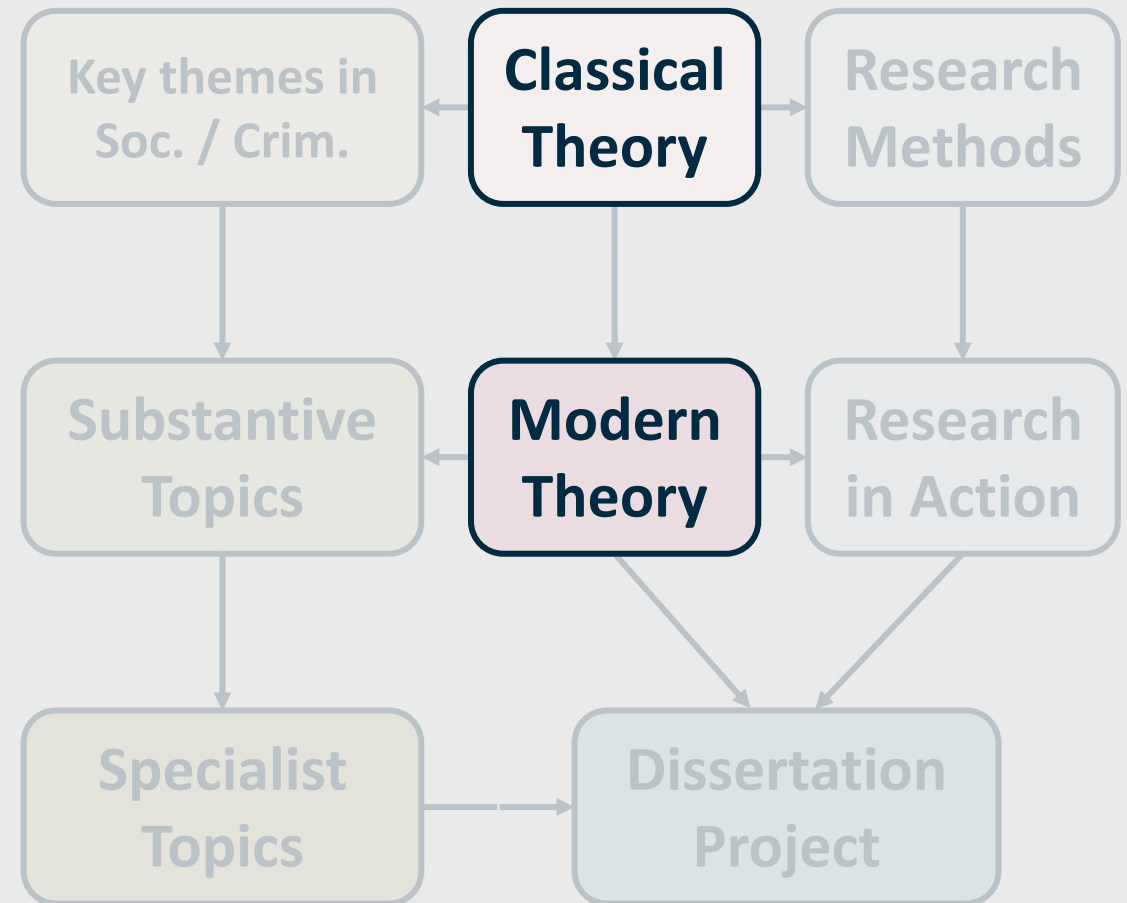 Key themes in
Soc. / Crim.
Classical
Theory
Research
Methods
Substantive
Topics
Modern
Theory
Research
in Action
Specialist
Topics
Dissertation
Project